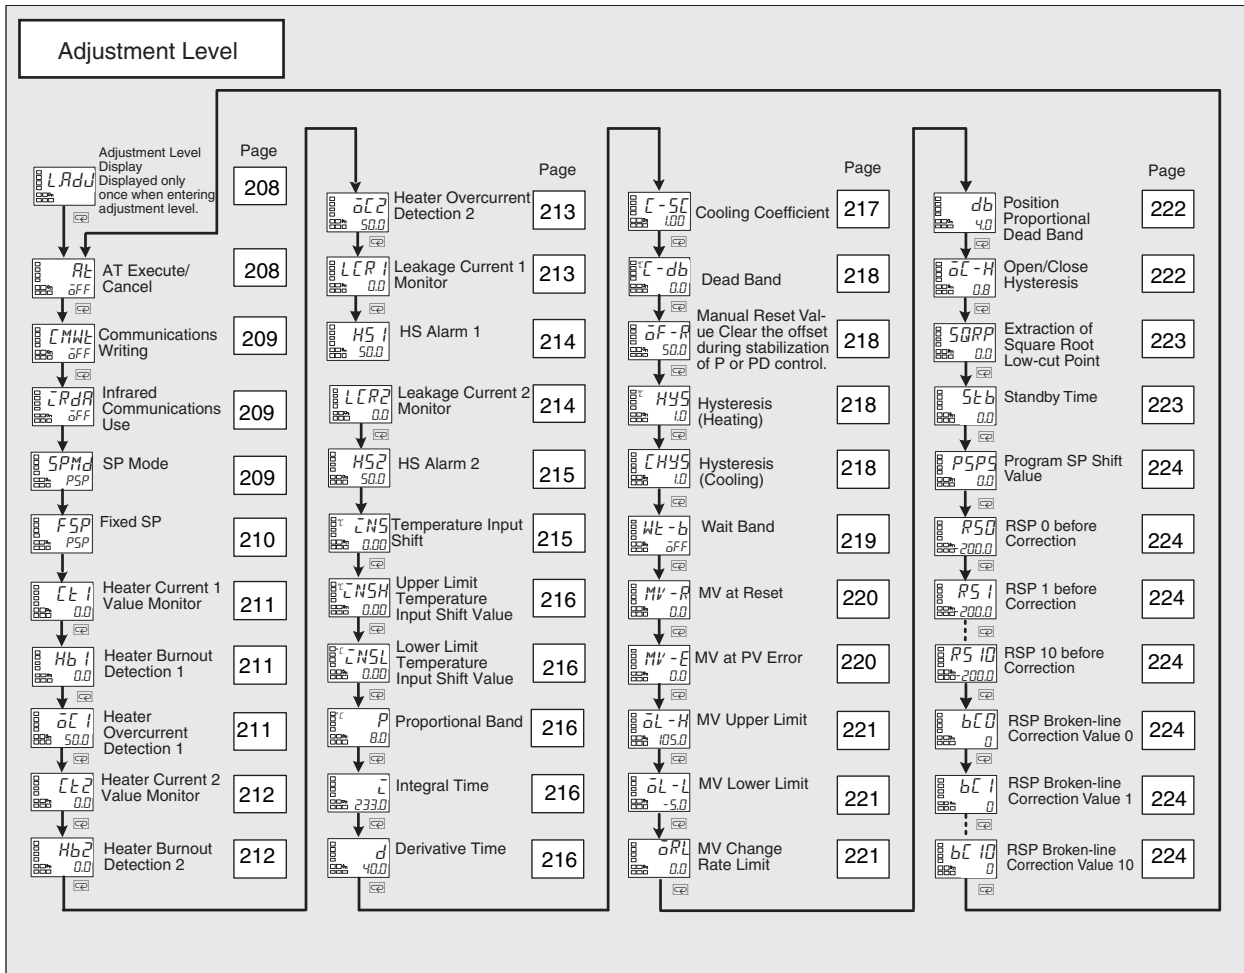 Adjustment Level
Adjustment Level
Display
Displayed only
once when entering
adjustment level.
Page
L.AdJ
208
At
oFF
AT Execute/
Cancel
208
CMWt
oFF
Communications
Writing
209
iRdA
oFF
Infrared
Communications
Use
209
SPMd
PSP
SP Mode
209
FSP
PSP
Fixed SP
210
Ct1
0.0
Heater Current 1
Value Monitor
211
Hb1
0.0
Heater Burnout
Detection 1
211
oC1
50.0
Heater
Overcurrent
Detection 1
211
Ct2
0.0
Heater Current 2
Value Monitor
212
Hb2
0.0
Heater Burnout
Detection 2
212
Page
oC2
50.0
Heater Overcurrent
Detection 2
213
LCR1
0.0
Leakage Current 1
Monitor
213
HS1
50.0
HS Alarm 1
214
LCR2
0.0
Leakage Current 2
Monitor
214
HS2
50.0
HS Alarm 2
215
°C iNS
0.00
Temperature Input
Shift
215
°C iNSH
0.00
Upper Limit
Temperature
Input Shift Value
216
°C iNSL
0.00
Lower Limit
Temperature
Input Shift Value
216
°C P
8.0
Proportional Band
216
i
233.0
Integral Time
216
d
40.0
Derivative Time
216
Page
C-SC
1.00
Cooling Coefficient
217
°C C-db
0.0
Dead Band
218
oF-R
50.0
Manual Reset Val-
ue Clear the offset
during stabilization
of P or PD control.
218
°C HYS
1.0
Hysteresis
(Heating)
218
CHYS
1.0
Hysteresis
(Cooling)
218
Wt-b
oFF
Wait Band
219
MV-R
0.0
MV at Reset
220
MV-E
0.0
MV at PV Error
220
oL-H
105.0
MV Upper Limit
221
oL-L
-5.0
MV Lower Limit
221
oRL
0.0
MV Change
Rate Limit
221
Page
db
4.0
Position
Proportional
Dead Band
222
oC-H
0.8
Open/Close
Hysteresis
222
SQRP
0.0
Extraction of
Square Root
Low-cut Point
223
Stb
0.0
Standby Time
223
PSPS
0.0
Program SP Shift
Value
224
RS0
-200.0
RSP 0 before
Correction
224
RS1
-200.0
RSP 1 before
Correction
224
RS10
-200.0
RSP 10 before
Correction
224
bC0
0
RSP Broken-line
Correction Value 0
224
bC1
0
RSP Broken-line
Correction Value 1
224
bC10
0
RSP Broken-line
Correction Value 10
224